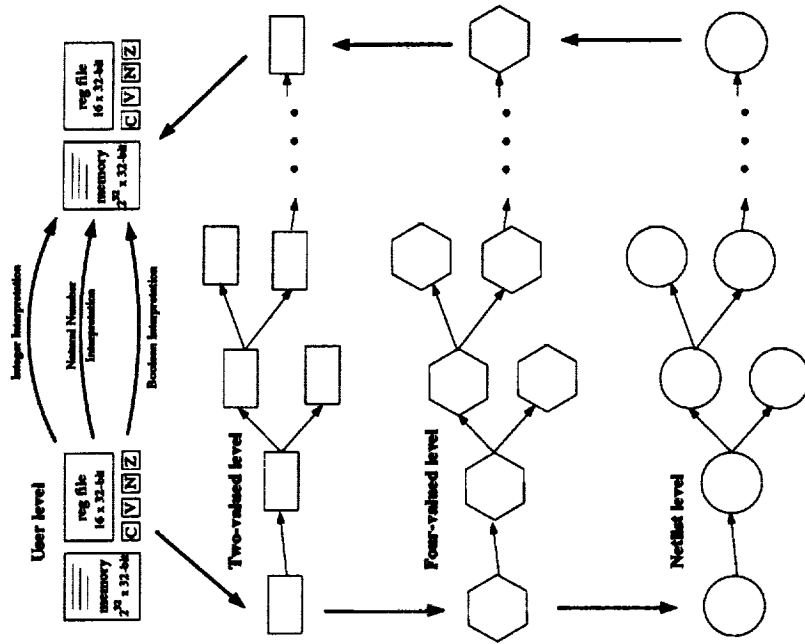 User level
memory
2^32 x 32-bit
reg file
16 x 32-bit
C V N Z
Integer Interpretation
Natural Number
Interpretation
Boolean Interpretation
memory
2^32 x 32-bit
reg file
16 x 32-bit
C V N Z
Two-valued level
Four-valued level
Netlist level